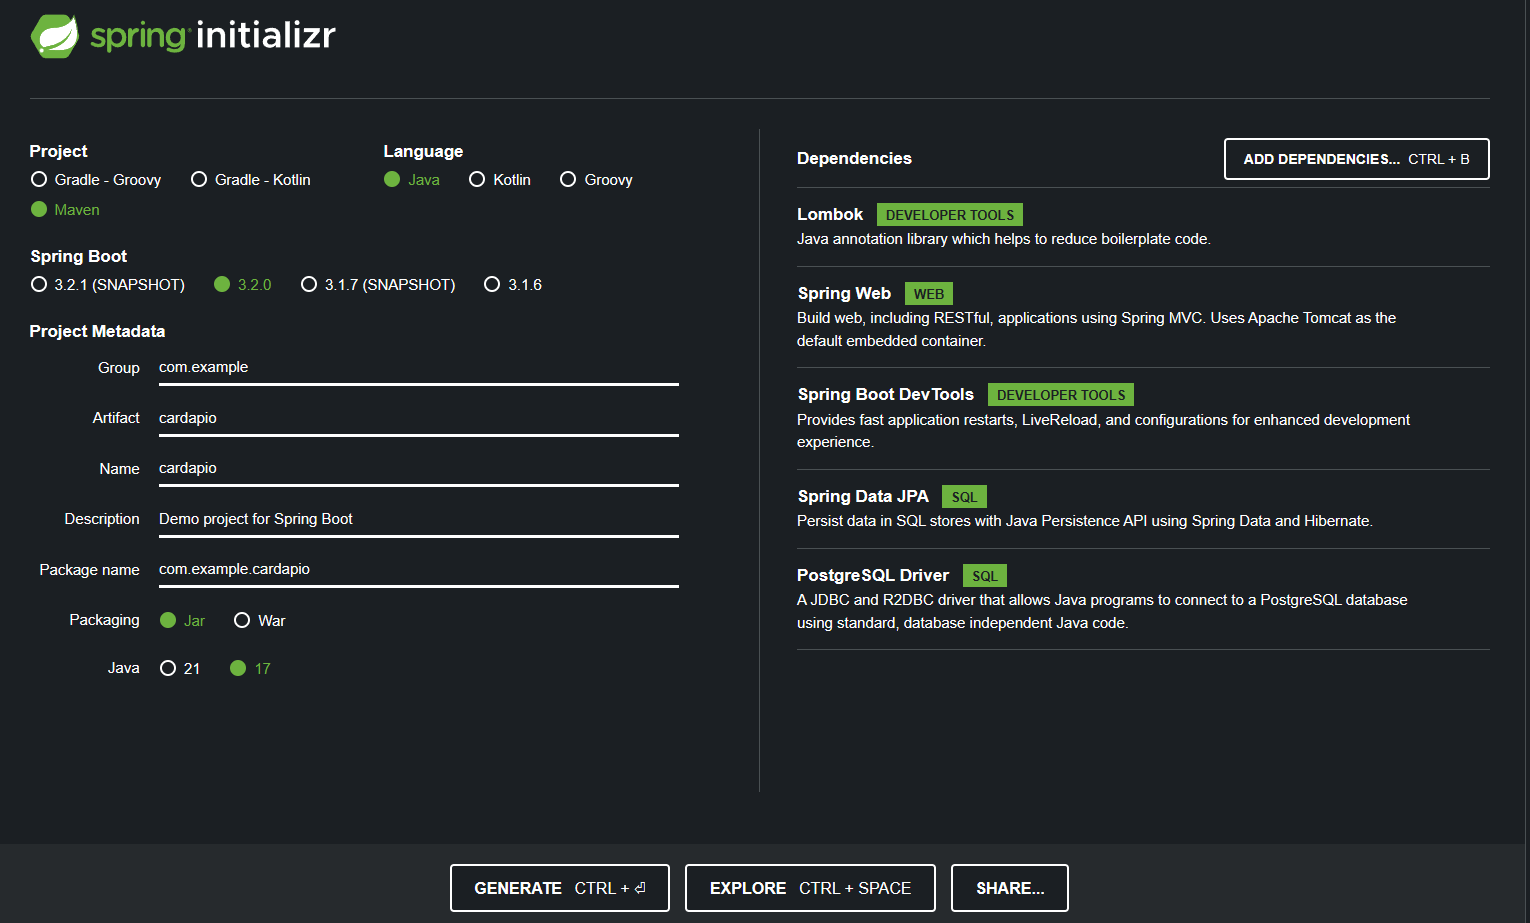 spring initializr
Project
Gradle - Groovy Gradle - Kotlin
Maven
Language
Java Kotlin Groovy
Spring Boot
3.2.1 (SNAPSHOT) 3.2.0 3.1.7 (SNAPSHOT) 3.1.6
Project Metadata
Group com.example
Artifact cardapio
Name cardapio
Description Demo project for Spring Boot
Package name com.example.cardapio
Packaging Jar War
Java 21 17
Dependencies
ADD DEPENDENCIES... CTRL + B
Lombok DEVELOPER TOOLS
Java annotation library which helps to reduce boilerplate code.
Spring Web WEB
Build web, including RESTful, applications using Spring MVC. Uses Apache Tomcat as the
default embedded container.
Spring Boot DevTools DEVELOPER TOOLS
Provides fast application restarts, LiveReload, and configurations for enhanced development
experience.
Spring Data JPA SQL
Persist data in SQL stores with Java Persistence API using Spring Data and Hibernate.
PostgreSQL Driver SQL
A JDBC and R2DBC driver that allows Java programs to connect to a PostgreSQL database
using standard, database independent Java code.
GENERATE CTRL + ⏎
EXPLORE CTRL + SPACE
SHARE...